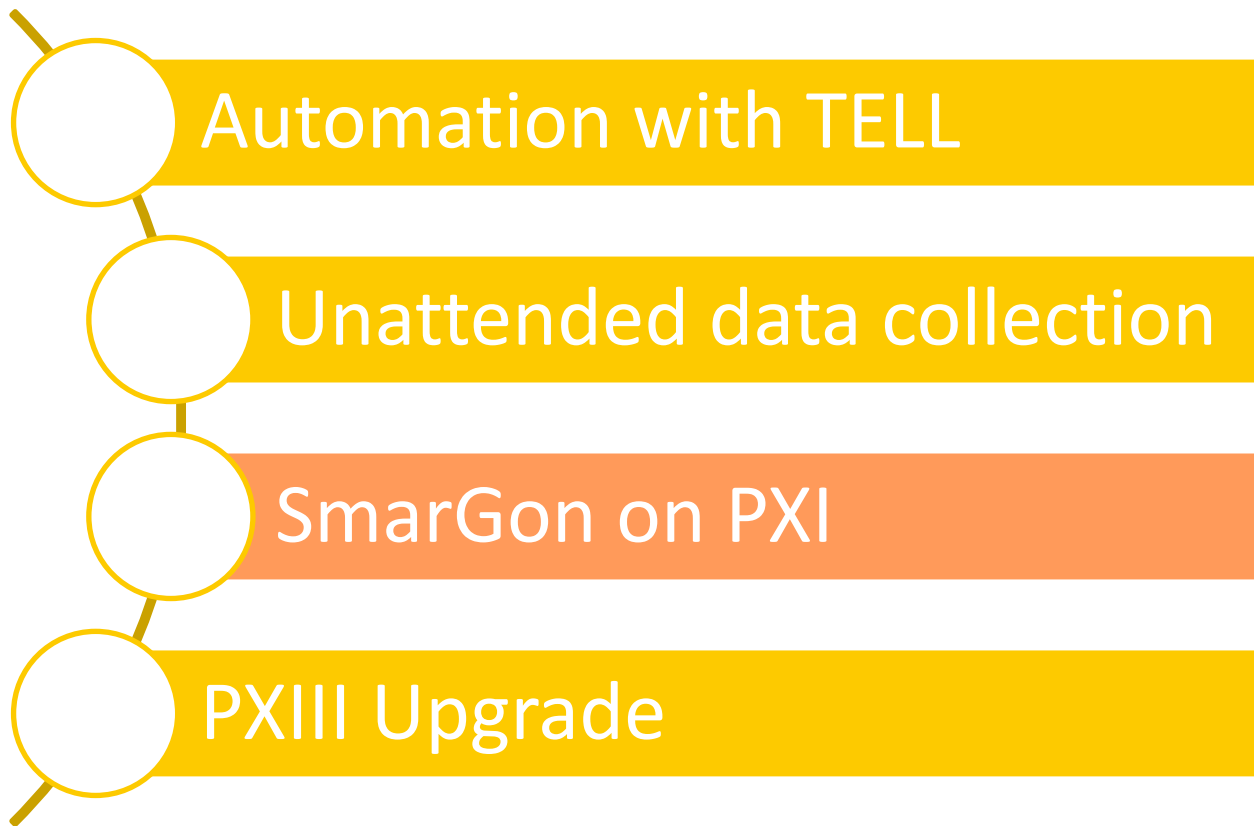 Automation with TELL
Unattended data collection
SmarGon on PXI
PXIII Upgrade